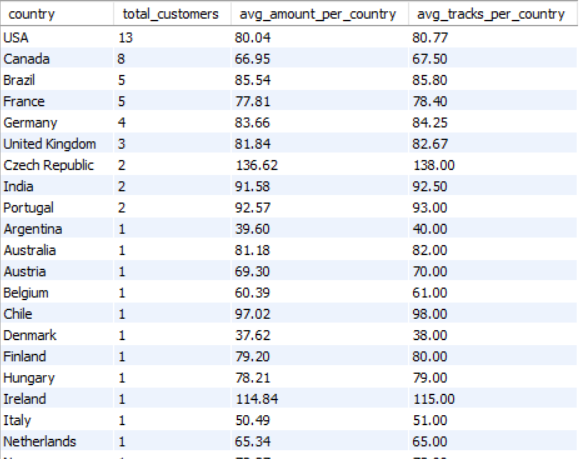 country total_customers avg_amount_per_country avg_tracks_per_country
USA 13 80.04 80.77
Canada 8 66.95 67.50
Brazil 5 85.54 85.80
France 5 77.81 78.40
Germany 4 83.66 84.25
United Kingdom 3 81.84 82.67
Czech Republic 2 136.62 138.00
India 2 91.58 92.50
Portugal 2 92.57 93.00
Argentina 1 39.60 40.00
Australia 1 81.18 82.00
Austria 1 69.30 70.00
Belgium 1 60.39 61.00
Chile 1 97.02 98.00
Denmark 1 37.62 38.00
Finland 1 79.20 80.00
Hungary 1 78.21 79.00
Ireland 1 114.84 115.00
Italy 1 50.49 51.00
Netherlands 1 65.34 65.00